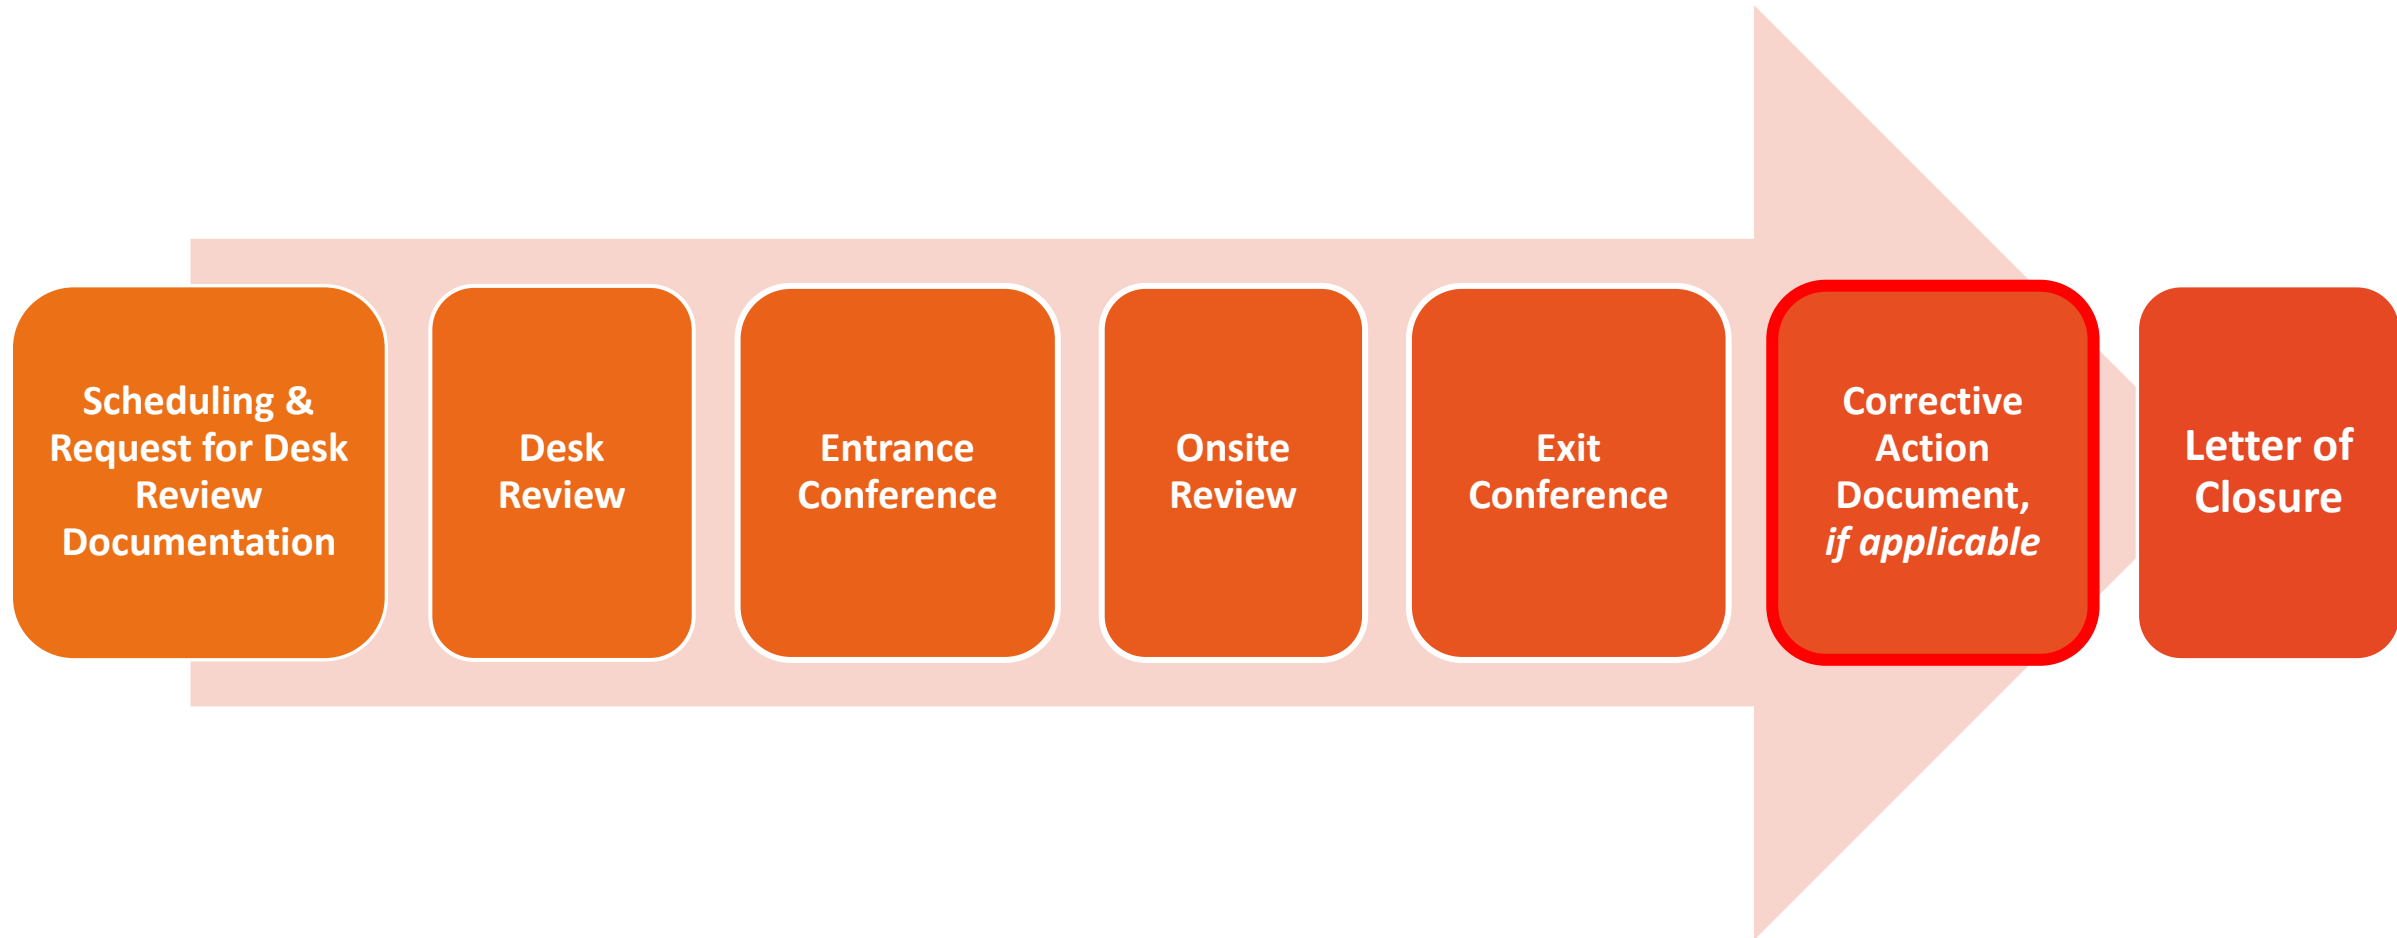 Scheduling &
Request for Desk
Review
Documentation
Desk
Review
Entrance
Conference
Onsite
Review
Exit
Conference
Corrective
Action
Document,
if applicable
Letter of
Closure